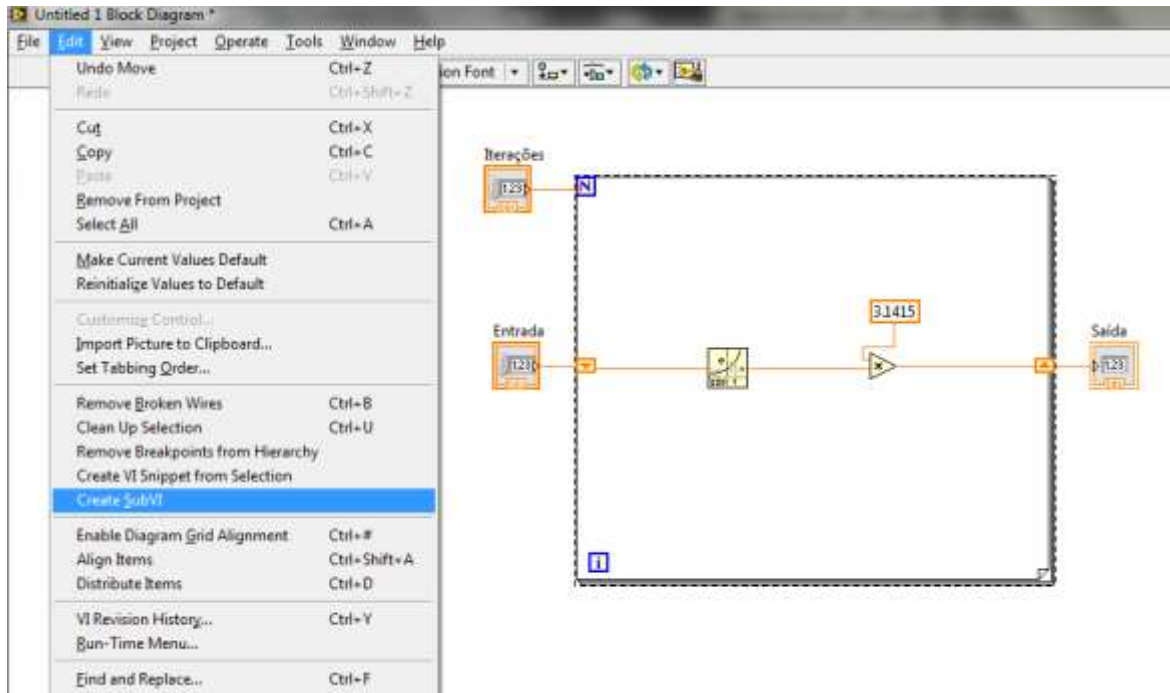 Untitled 1 Block Diagram *
File Edit View Project Operate Tools Window Help
ion Font
Undo Move Ctrl+Z
Redo Ctrl+Shift+Z
Cut Ctrl+X
Copy Ctrl+C
Paste Ctrl+V
Remove From Project
Select All Ctrl+A
Make Current Values Default
Reinitialize Values to Default
Customize Control...
Import Picture to Clipboard...
Set Tabbing Order...
Remove Broken Wires Ctrl+B
Clean Up Selection Ctrl+U
Remove Breakpoints from Hierarchy
Create VI Snippet from Selection
Create SubVI
Enable Diagram Grid Alignment Ctrl+#
Align Items Ctrl+Shift+A
Distribute Items Ctrl+D
VI Revision History... Ctrl+Y
Run-Time Menu...
Find and Replace... Ctrl+F
Iterações
123
N
3.1415
Entrada
123
x
Saída
123
i